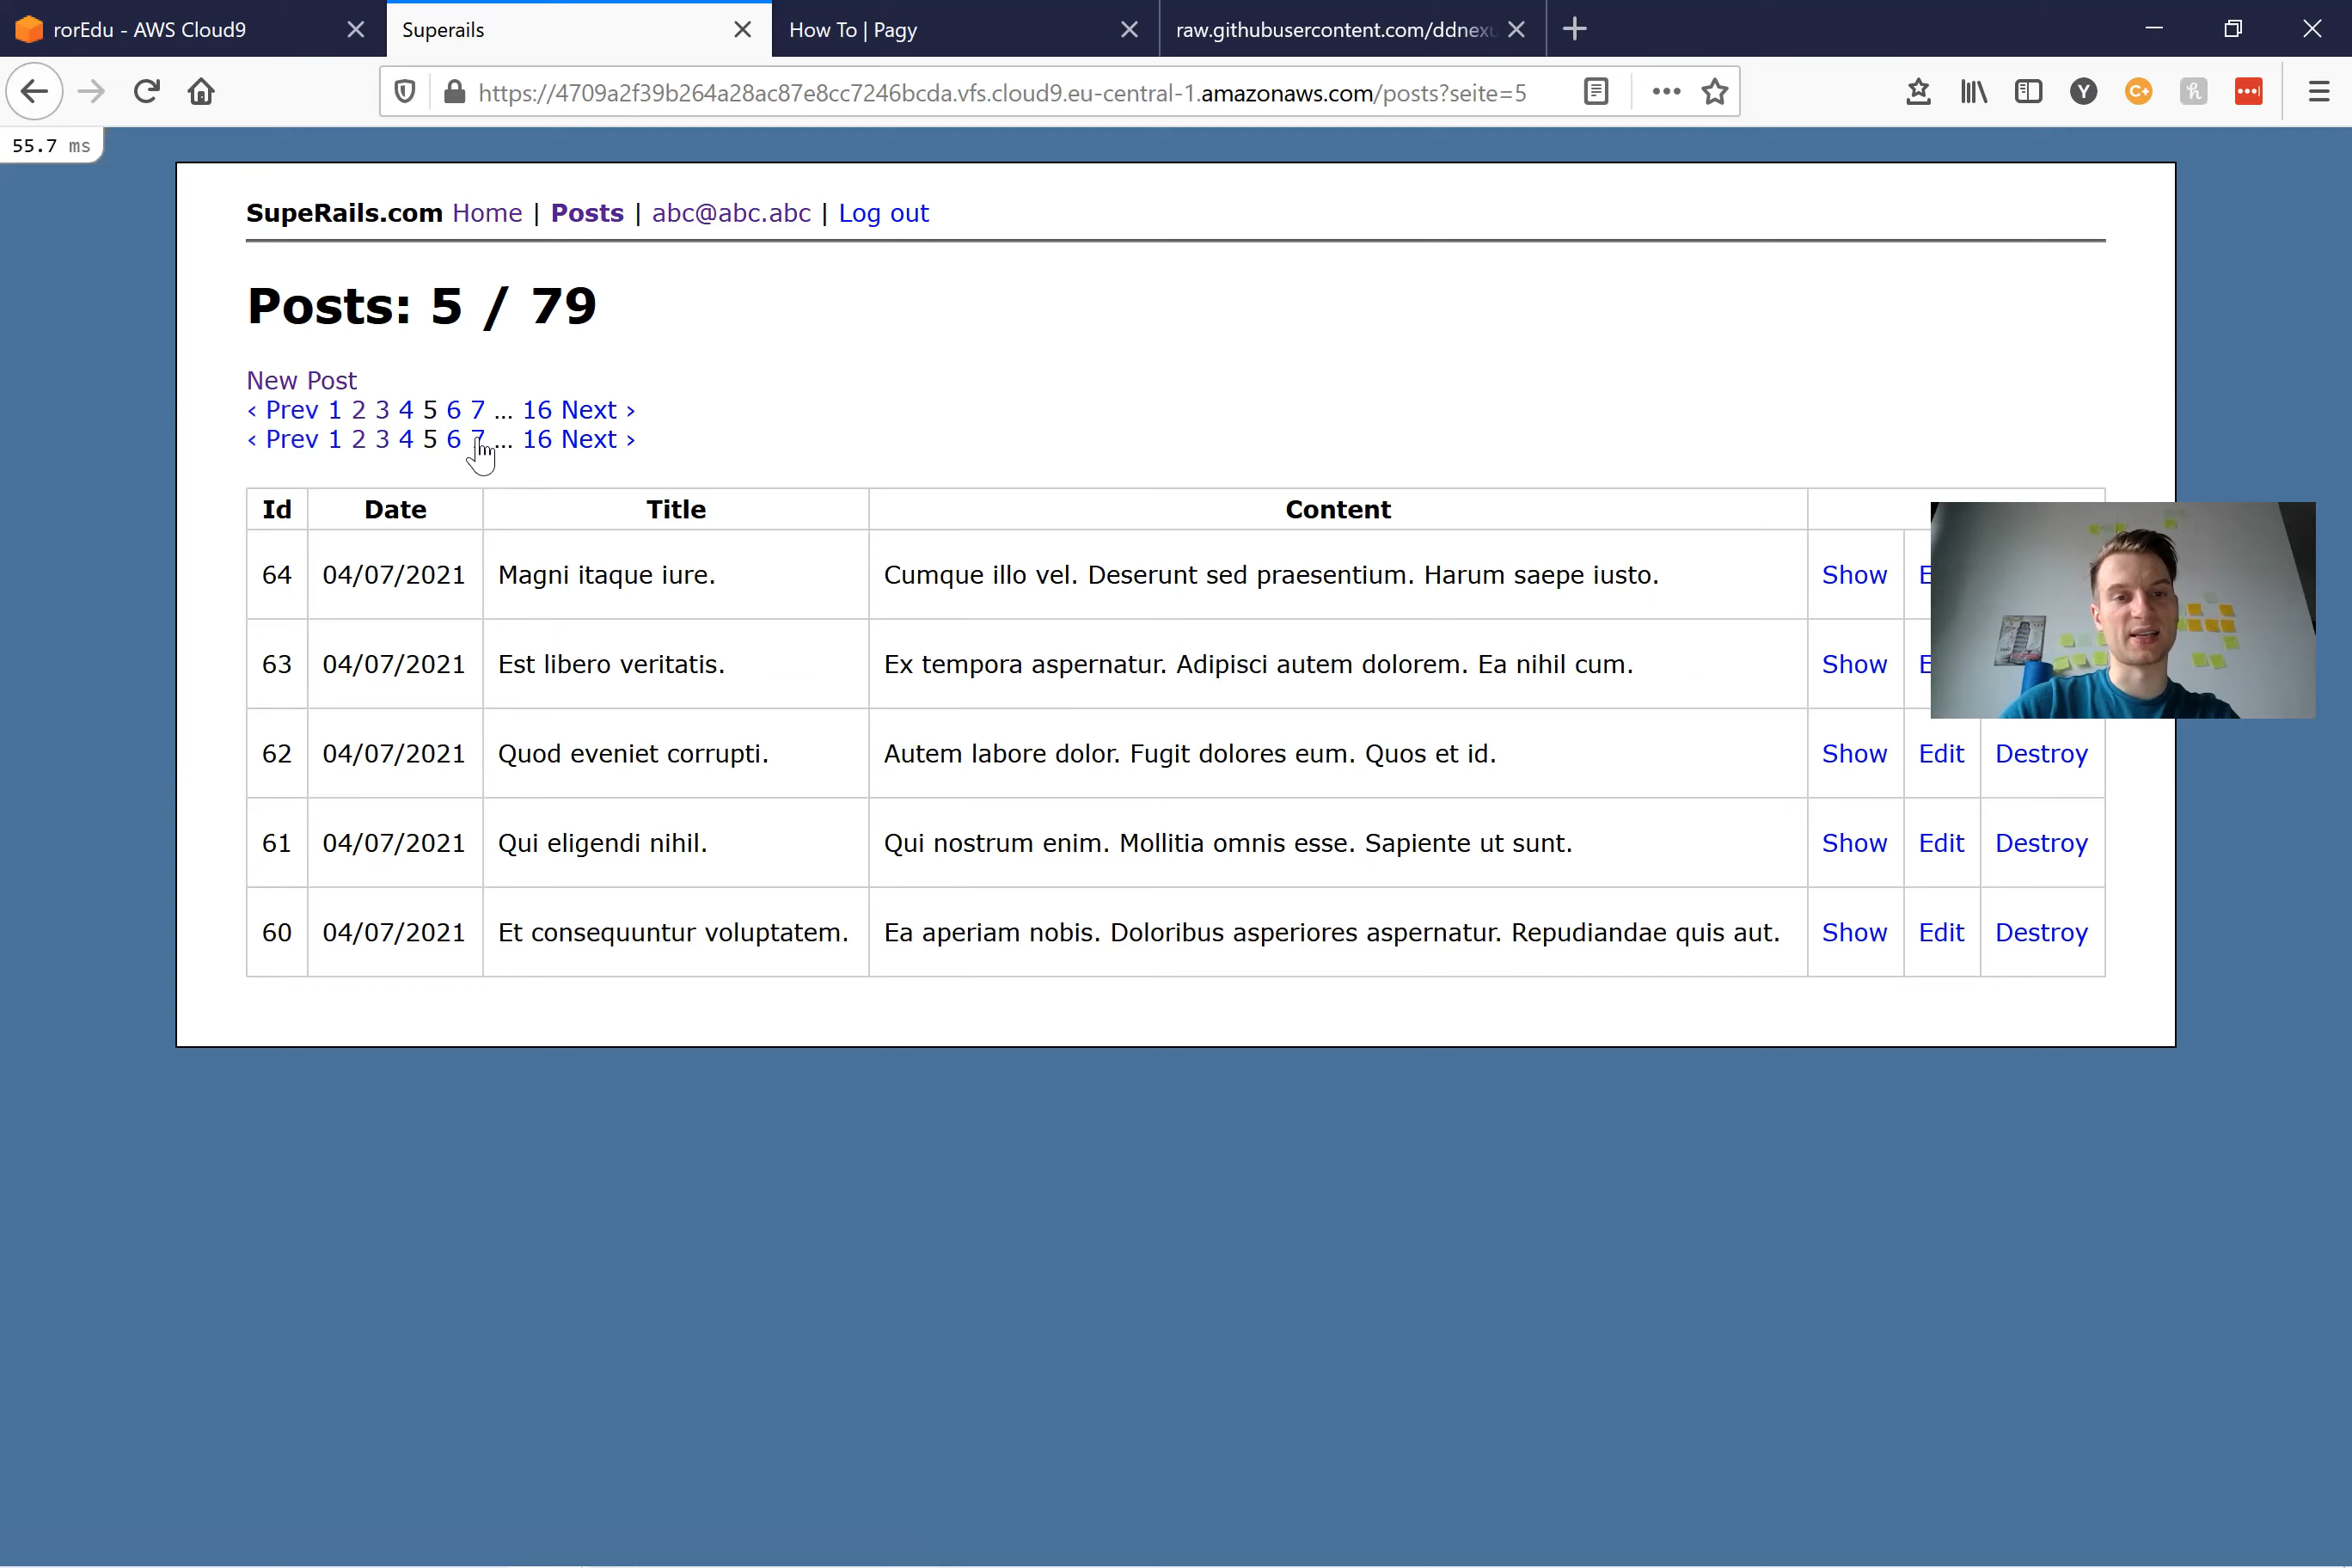 rorEdu - AWS Cloud9
Superails
How To | Pagy
raw.githubusercontent.com/ddnexu
https://4709a2f39b264a28ac87e8cc7246bcda.vfs.cloud9.eu-central-1.amazonaws.com/posts?seite=5
55.7 ms
SupeRails.com Home | Posts | abc@abc.abc | Log out
Posts: 5 / 79
New Post
‹ Prev 1 2 3 4 5 6 7 … 16 Next ›
‹ Prev 1 2 3 4 5 6 7 … 16 Next ›
Id Date Title Content
64 04/07/2021 Magni itaque iure. Cumque illo vel. Deserunt sed praesentium. Harum saepe iusto. Show E
63 04/07/2021 Est libero veritatis. Ex tempora aspernatur. Adipisci autem dolorem. Ea nihil cum. Show E
62 04/07/2021 Quod eveniet corrupti. Autem labore dolor. Fugit dolores eum. Quos et id. Show Edit Destroy
61 04/07/2021 Qui eligendi nihil. Qui nostrum enim. Mollitia omnis esse. Sapiente ut sunt. Show Edit Destroy
60 04/07/2021 Et consequuntur voluptatem. Ea aperiam nobis. Doloribus asperiores aspernatur. Repudiandae quis aut. Show Edit Destroy